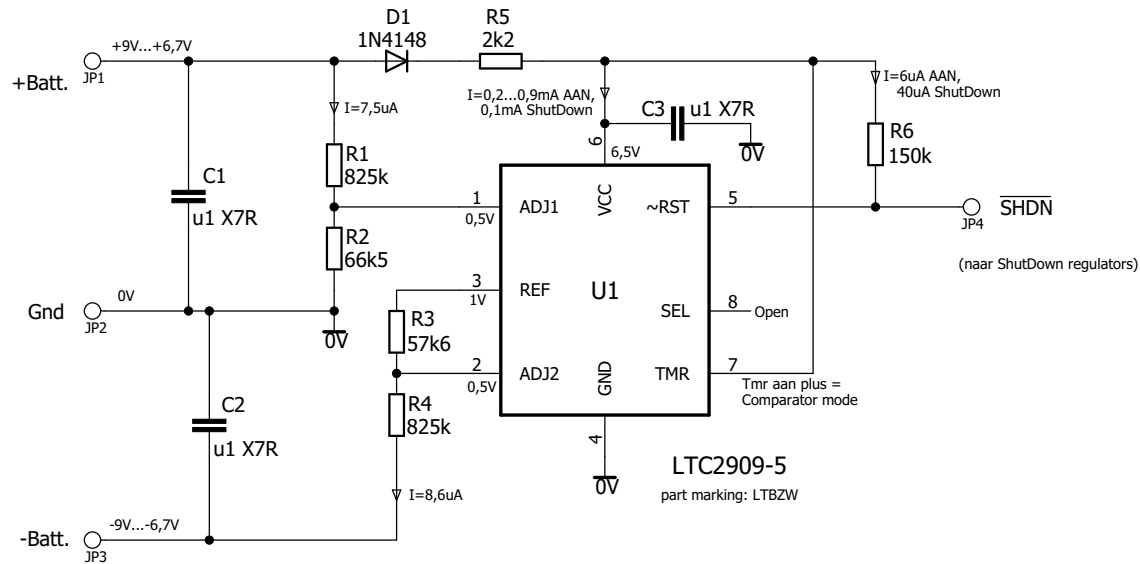 D1
1N4148
R5
2k2
+9V...+6,7V
JP1
+Batt.
I=7,5uA
I=0,2...0,9mA AAN,
0,1mA ShutDown
C3
u1 X7R
0V
I=6uA AAN,
40uA ShutDown
R6
150k
6
6,5V
R1
825k
C1
u1 X7R
1
0,5V
ADJ1
VCC
~RST
5
SHDN
JP4
(naar ShutDown regulators)
R2
66k5
3
1V
REF
U1
SEL
8
Open
Gnd
0V
JP2
0V
R3
57k6
2
0,5V
ADJ2
GND
TMR
7
Tmr aan plus =
Comparator mode
C2
u1 X7R
R4
825k
4
0V
LTC2909-5
part marking: LTBZW
I=8,6uA
-9V...-6,7V
-Batt.
JP3